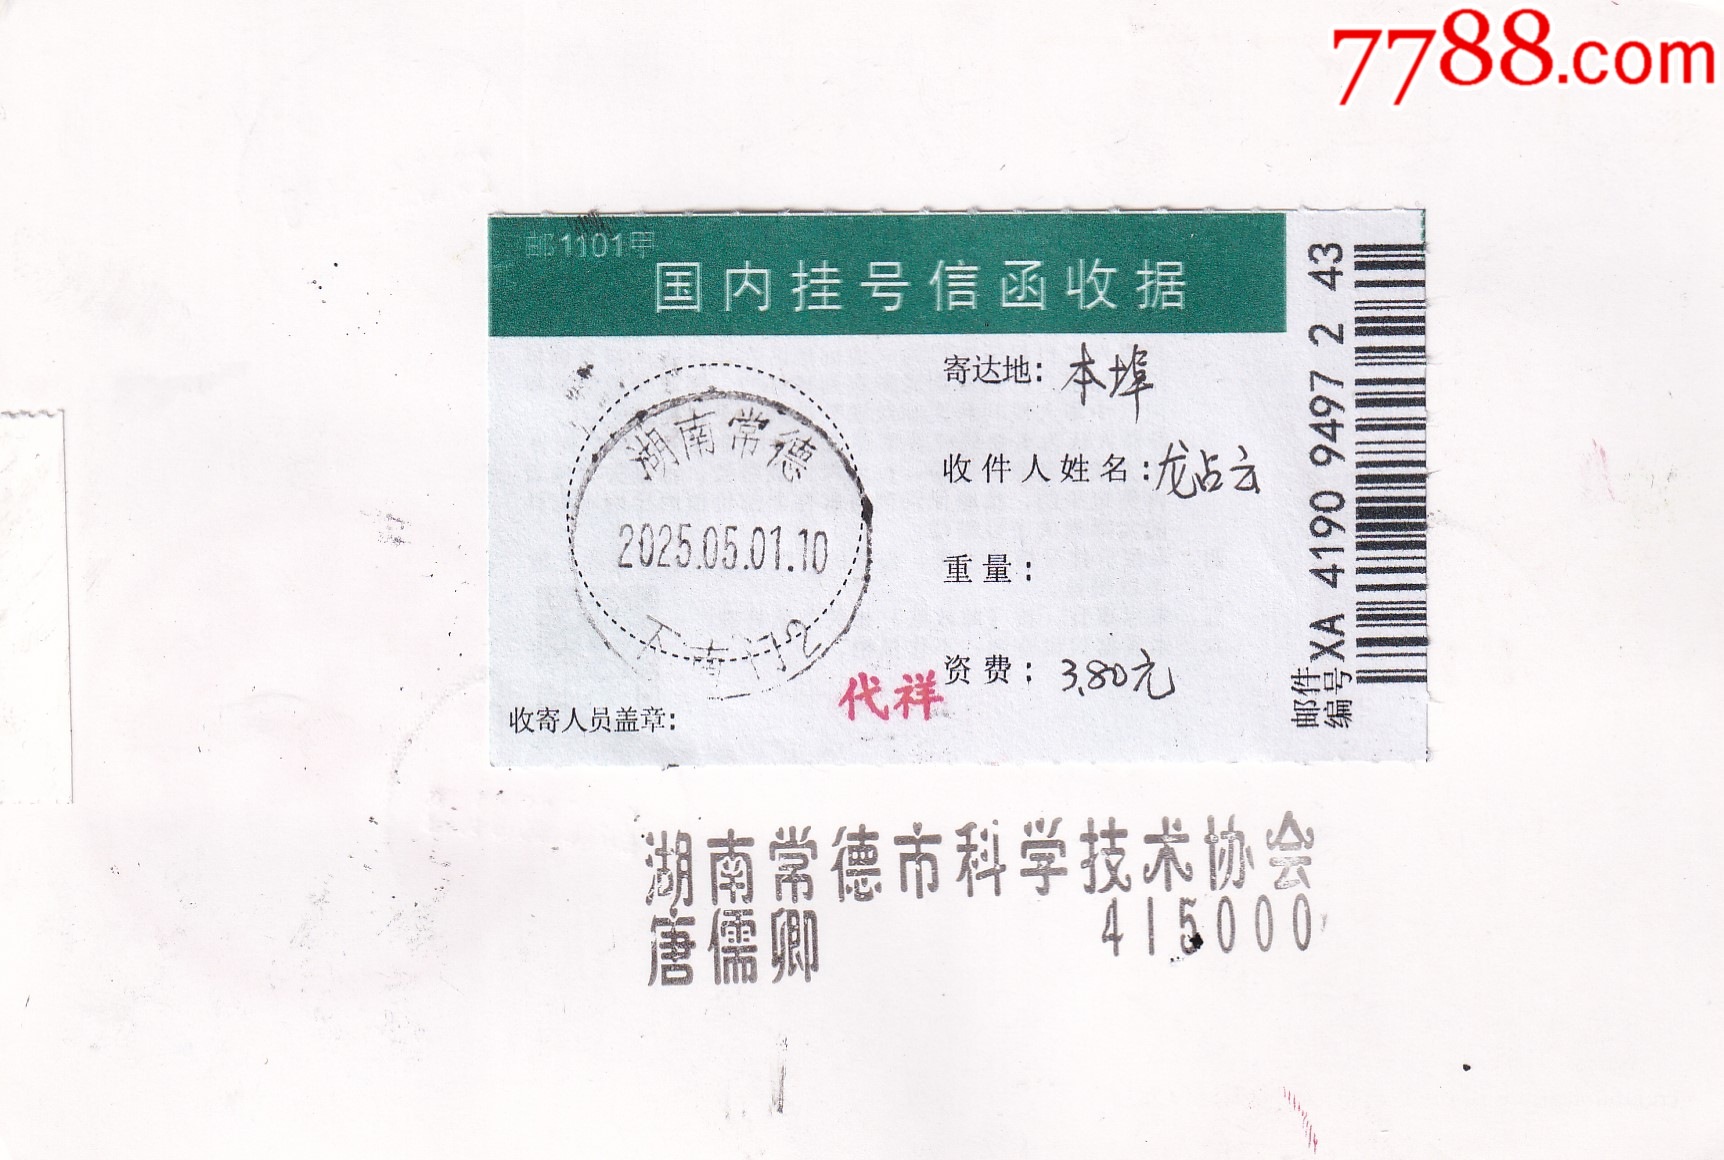 7788.com
邮1101甲
国内挂号信函收据
寄达地：本埠
收件人姓名：龙占云
重量：
资费：3.80元
湖南常德
2025.05.01.10
下南门2
代祥
收寄人员盖章：
邮件编号 XA 4190 9497 2 43
湖南常德市科学技术协会
唐儒卿 415000